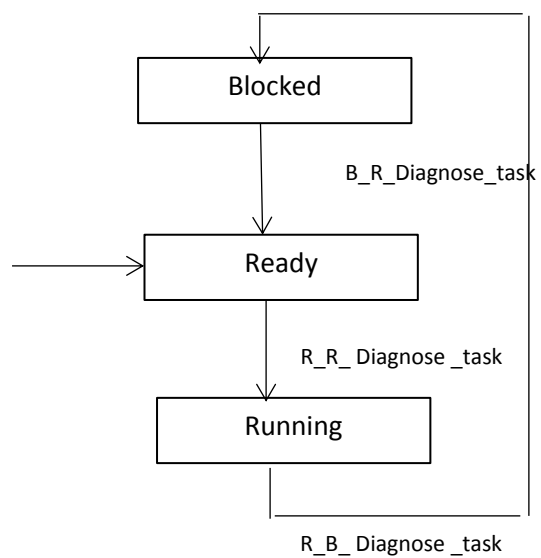 Blocked
B_R_Diagnose_task
Ready
R_R_ Diagnose _task
Running
R_B_ Diagnose _task